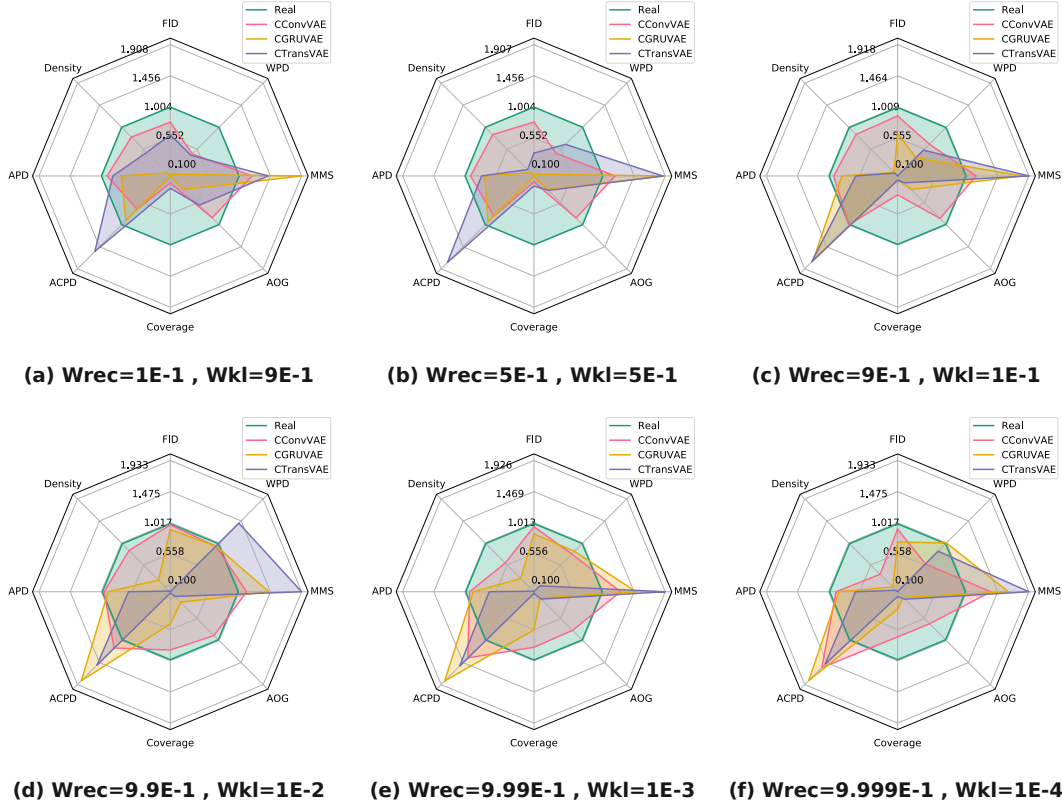 FID
Real
CConvVAE
CGRUVAE
CTransVAE
1.908
Density
WPD
1.456
1.004
0.552
0.100
APD
MMS
ACPD
AOG
Coverage
(a) Wrec=1E-1 , Wkl=9E-1
FID
Real
CConvVAE
CGRUVAE
CTransVAE
1.907
Density
WPD
1.456
1.004
0.552
0.100
APD
MMS
ACPD
AOG
Coverage
(b) Wrec=5E-1 , Wkl=5E-1
FID
Real
CConvVAE
CGRUVAE
CTransVAE
1.918
Density
WPD
1.464
1.009
0.555
0.100
APD
MMS
ACPD
AOG
Coverage
(c) Wrec=9E-1 , Wkl=1E-1
FID
Real
CConvVAE
CGRUVAE
CTransVAE
1.933
Density
WPD
1.475
1.017
0.558
0.100
APD
MMS
ACPD
AOG
Coverage
(d) Wrec=9.9E-1 , Wkl=1E-2
FID
Real
CConvVAE
CGRUVAE
CTransVAE
1.926
Density
WPD
1.469
1.013
0.556
0.100
APD
MMS
ACPD
AOG
Coverage
(e) Wrec=9.99E-1 , Wkl=1E-3
FID
Real
CConvVAE
CGRUVAE
CTransVAE
1.933
Density
WPD
1.475
1.017
0.558
0.100
APD
MMS
ACPD
AOG
Coverage
(f) Wrec=9.999E-1 , Wkl=1E-4